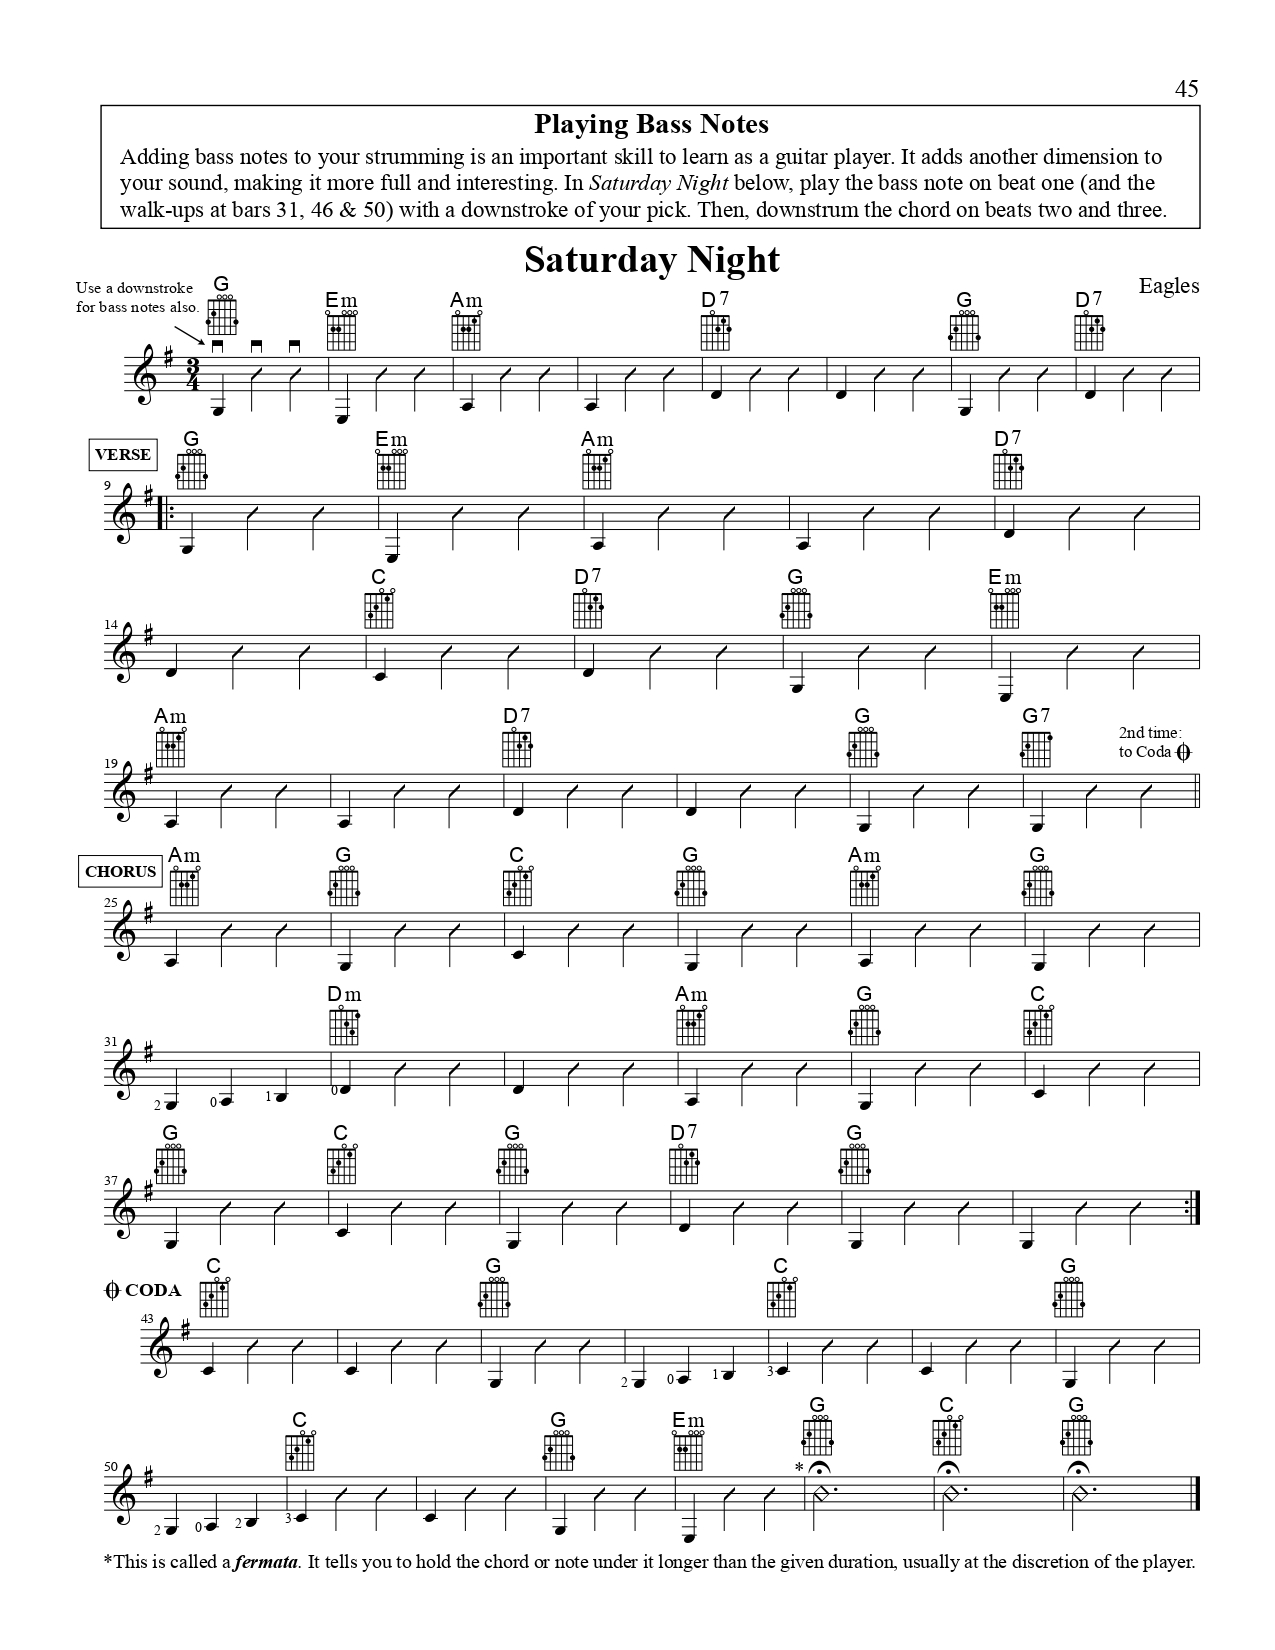 45
Playing Bass Notes
Adding bass notes to your strumming is an important skill to learn as a guitar player. It adds another dimension to
your sound, making it more full and interesting. In Saturday Night below, play the bass note on beat one (and the
walk-ups at bars 31, 46 & 50) with a downstroke of your pick. Then, downstrum the chord on beats two and three.
Saturday Night
Eagles
Use a downstroke
for bass notes also.
G Em Am D7 G D7
3
4
VERSE
G Em Am D7
9
C D7 G Em
14
Am D7 G G7
2nd time:
to Coda
19
CHORUS
Am G C G Am G
25
Dm Am G C
31
2 0 1 0
G C G D7 G
37
CODA
C G C G
43
2 0 1 3
C G Em G C G
50
*
2 0 2 3
*This is called a fermata. It tells you to hold the chord or note under it longer than the given duration, usually at the discretion of the player.